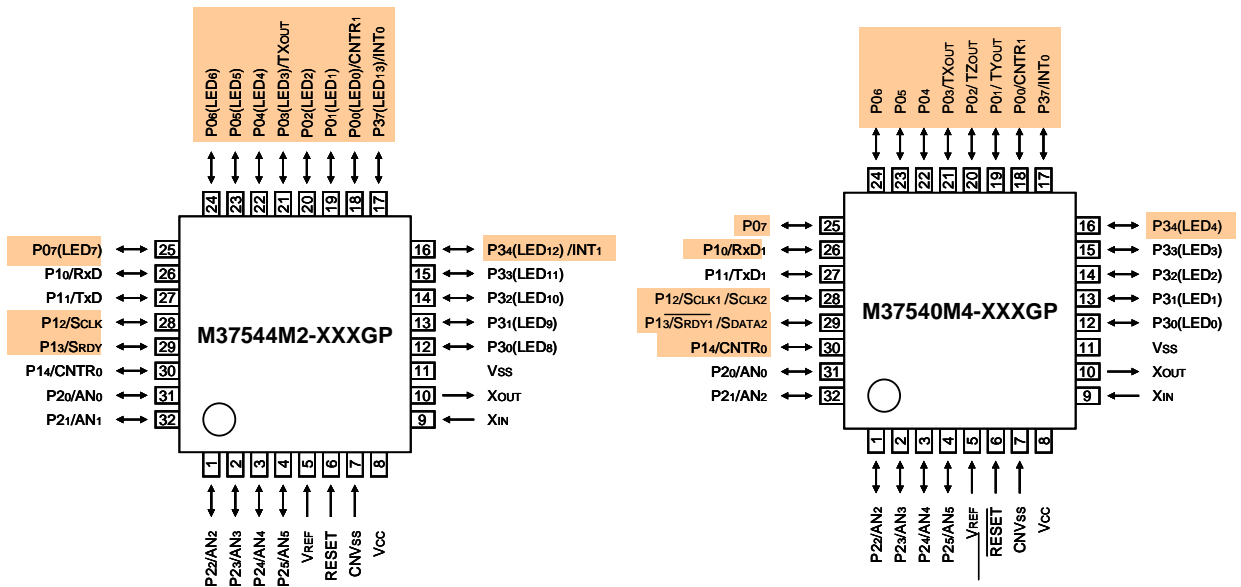 P06(LED6)
P05(LED5)
P04(LED4)
P03(LED3)/TXOUT
P02(LED2)
P01(LED1)
P00(LED0)/CNTR1
P37(LED13)/INT0
24
23
22
21
20
19
18
17
P07(LED7)
25
P10/RxD
26
P11/TxD
27
P12/SCLK
28
P13/SRDY
29
P14/CNTR0
30
P20/AN0
31
P21/AN1
32
M37544M2-XXXGP
16
P34(LED12) /INT1
15
P33(LED11)
14
P32(LED10)
13
P31(LED9)
12
P30(LED8)
11
VSS
10
XOUT
9
XIN
1
2
3
4
5
6
7
8
P22/AN2
P23/AN3
P24/AN4
P25/AN5
VREF
RESET
CNVSS
VCC
P06
P05
P04
P03/TXOUT
P02/ TZOUT
P01/ TYOUT
P00/CNTR1
P37/INT0
24
23
22
21
20
19
18
17
P07
25
P10/RxD1
26
P11/TxD1
27
P12/SCLK1 /SCLK2
28
P13/SRDY1 /SDATA2
29
P14/CNTR0
30
P20/AN0
31
P21/AN2
32
M37540M4-XXXGP
16
P34(LED4)
15
P33(LED3)
14
P32(LED2)
13
P31(LED1)
12
P30(LED0)
11
VSS
10
XOUT
9
XIN
1
2
3
4
5
6
7
8
P22/AN2
P23/AN3
P24/AN4
P25/AN5
VREF
RESET
CNVSS
VCC